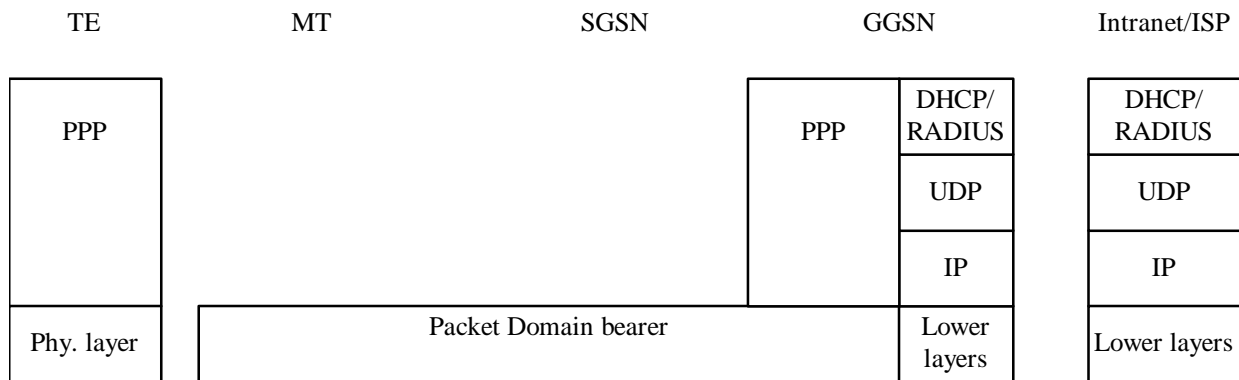 TE MT SGSN GGSN Intranet/ISP
PPP PPP DHCP/ DHCP/
RADIUS RADIUS
UDP UDP
IP IP
Phy. layer Packet Domain bearer Lower Lower layers
layers